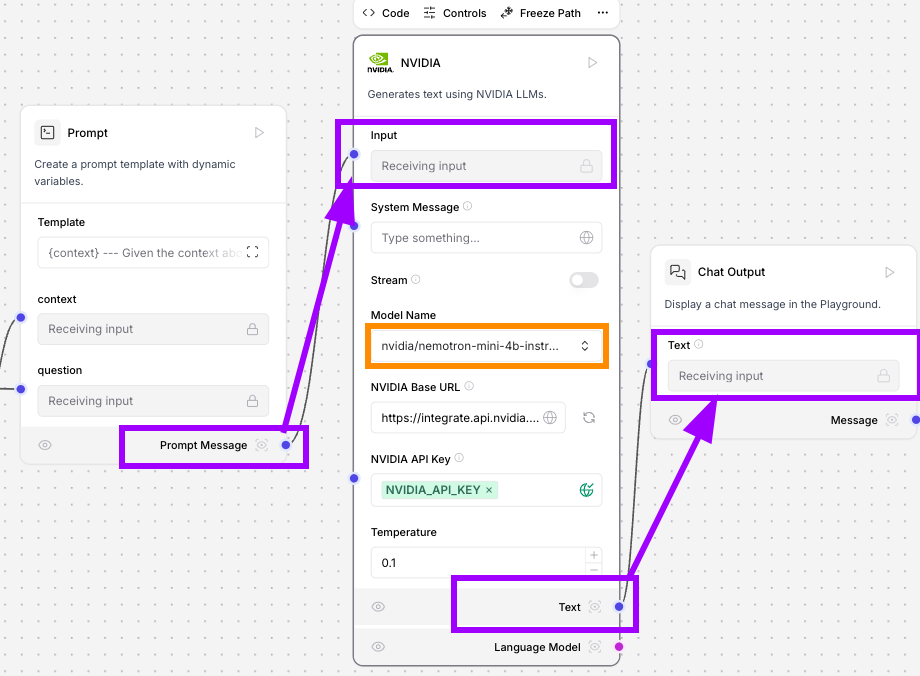 Code
Controls
Freeze Path
NVIDIA
NVIDIA.
Generates text using NVIDIA LLMs.
Input
Receiving input
System Message
Type something...
Stream
Model Name
nvidia/nemotron-mini-4b-instr...
NVIDIA Base URL
https://integrate.api.nvidia....
NVIDIA API Key
NVIDIA_API_KEY ×
Temperature
0.1
Text
Language Model
Prompt
Create a prompt template with dynamic
variables.
Template
{context} --- Given the context abo
context
Receiving input
question
Receiving input
Prompt Message
Chat Output
Display a chat message in the Playground.
Text
Receiving input
Message